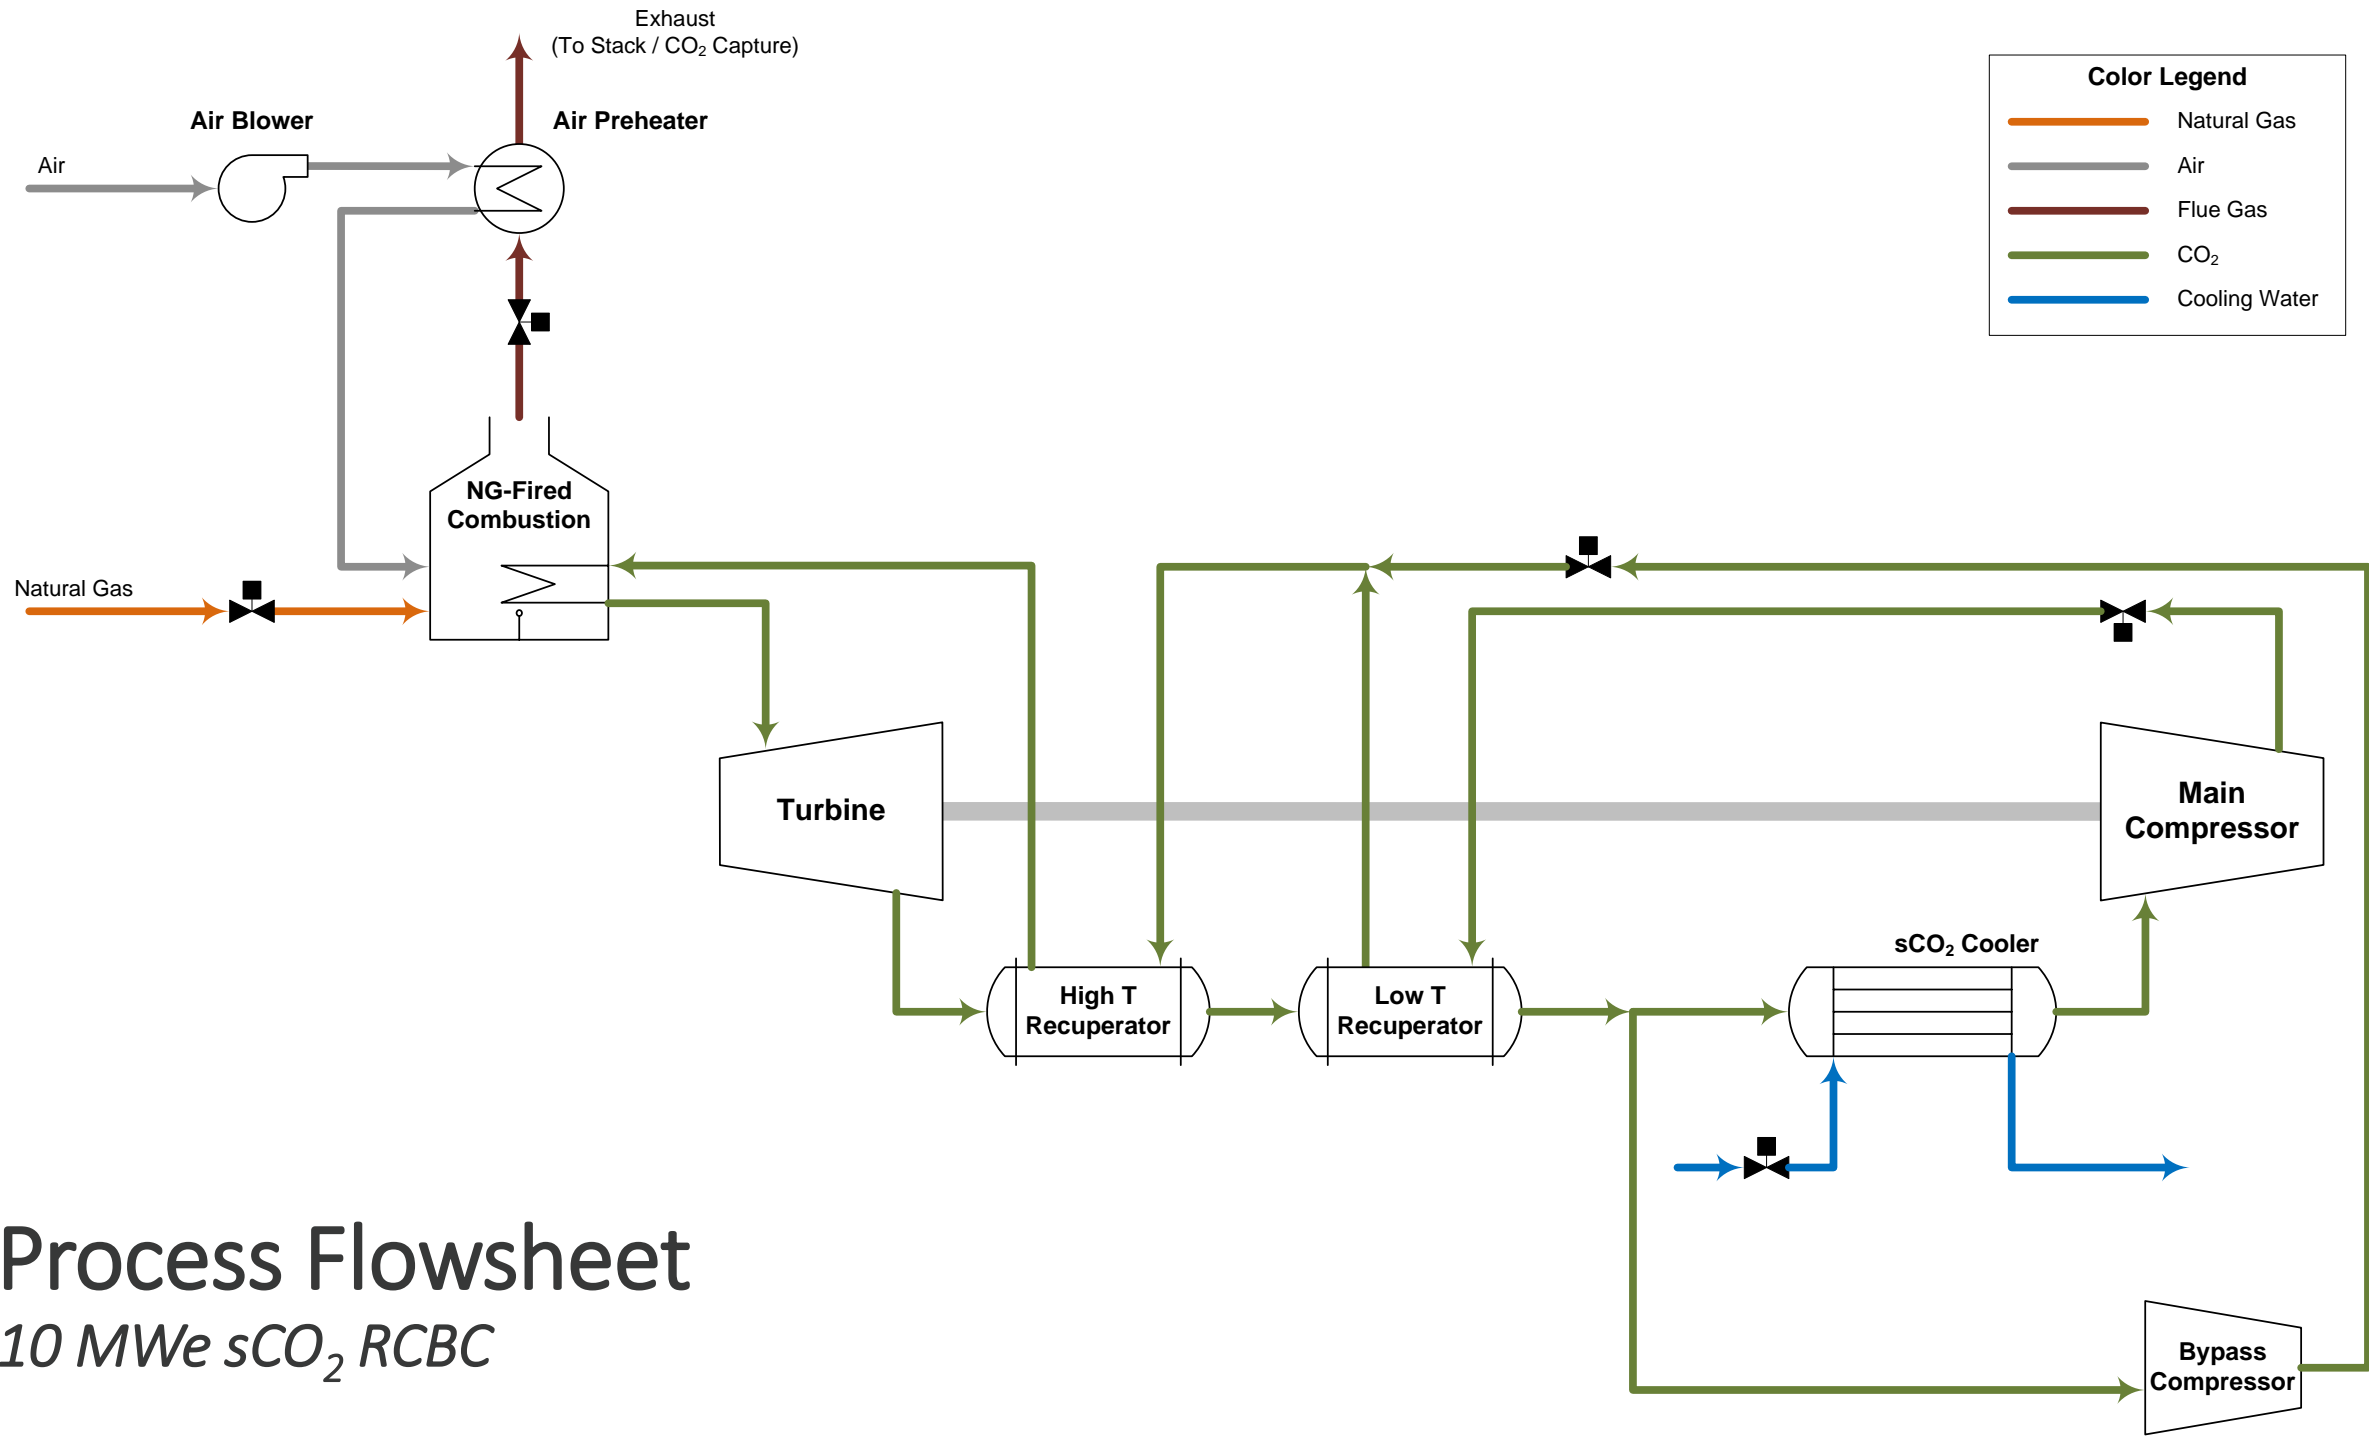 Exhaust
(To Stack / CO₂ Capture)
Air Blower
Air Preheater
Air
Color Legend
Natural Gas
Air
Flue Gas
CO₂
Cooling Water
NG-Fired
Combustion
Natural Gas
Turbine
Main
Compressor
sCO₂ Cooler
High T
Recuperator
Low T
Recuperator
Process Flowsheet
10 MWe sCO₂ RCBC
Bypass
Compressor